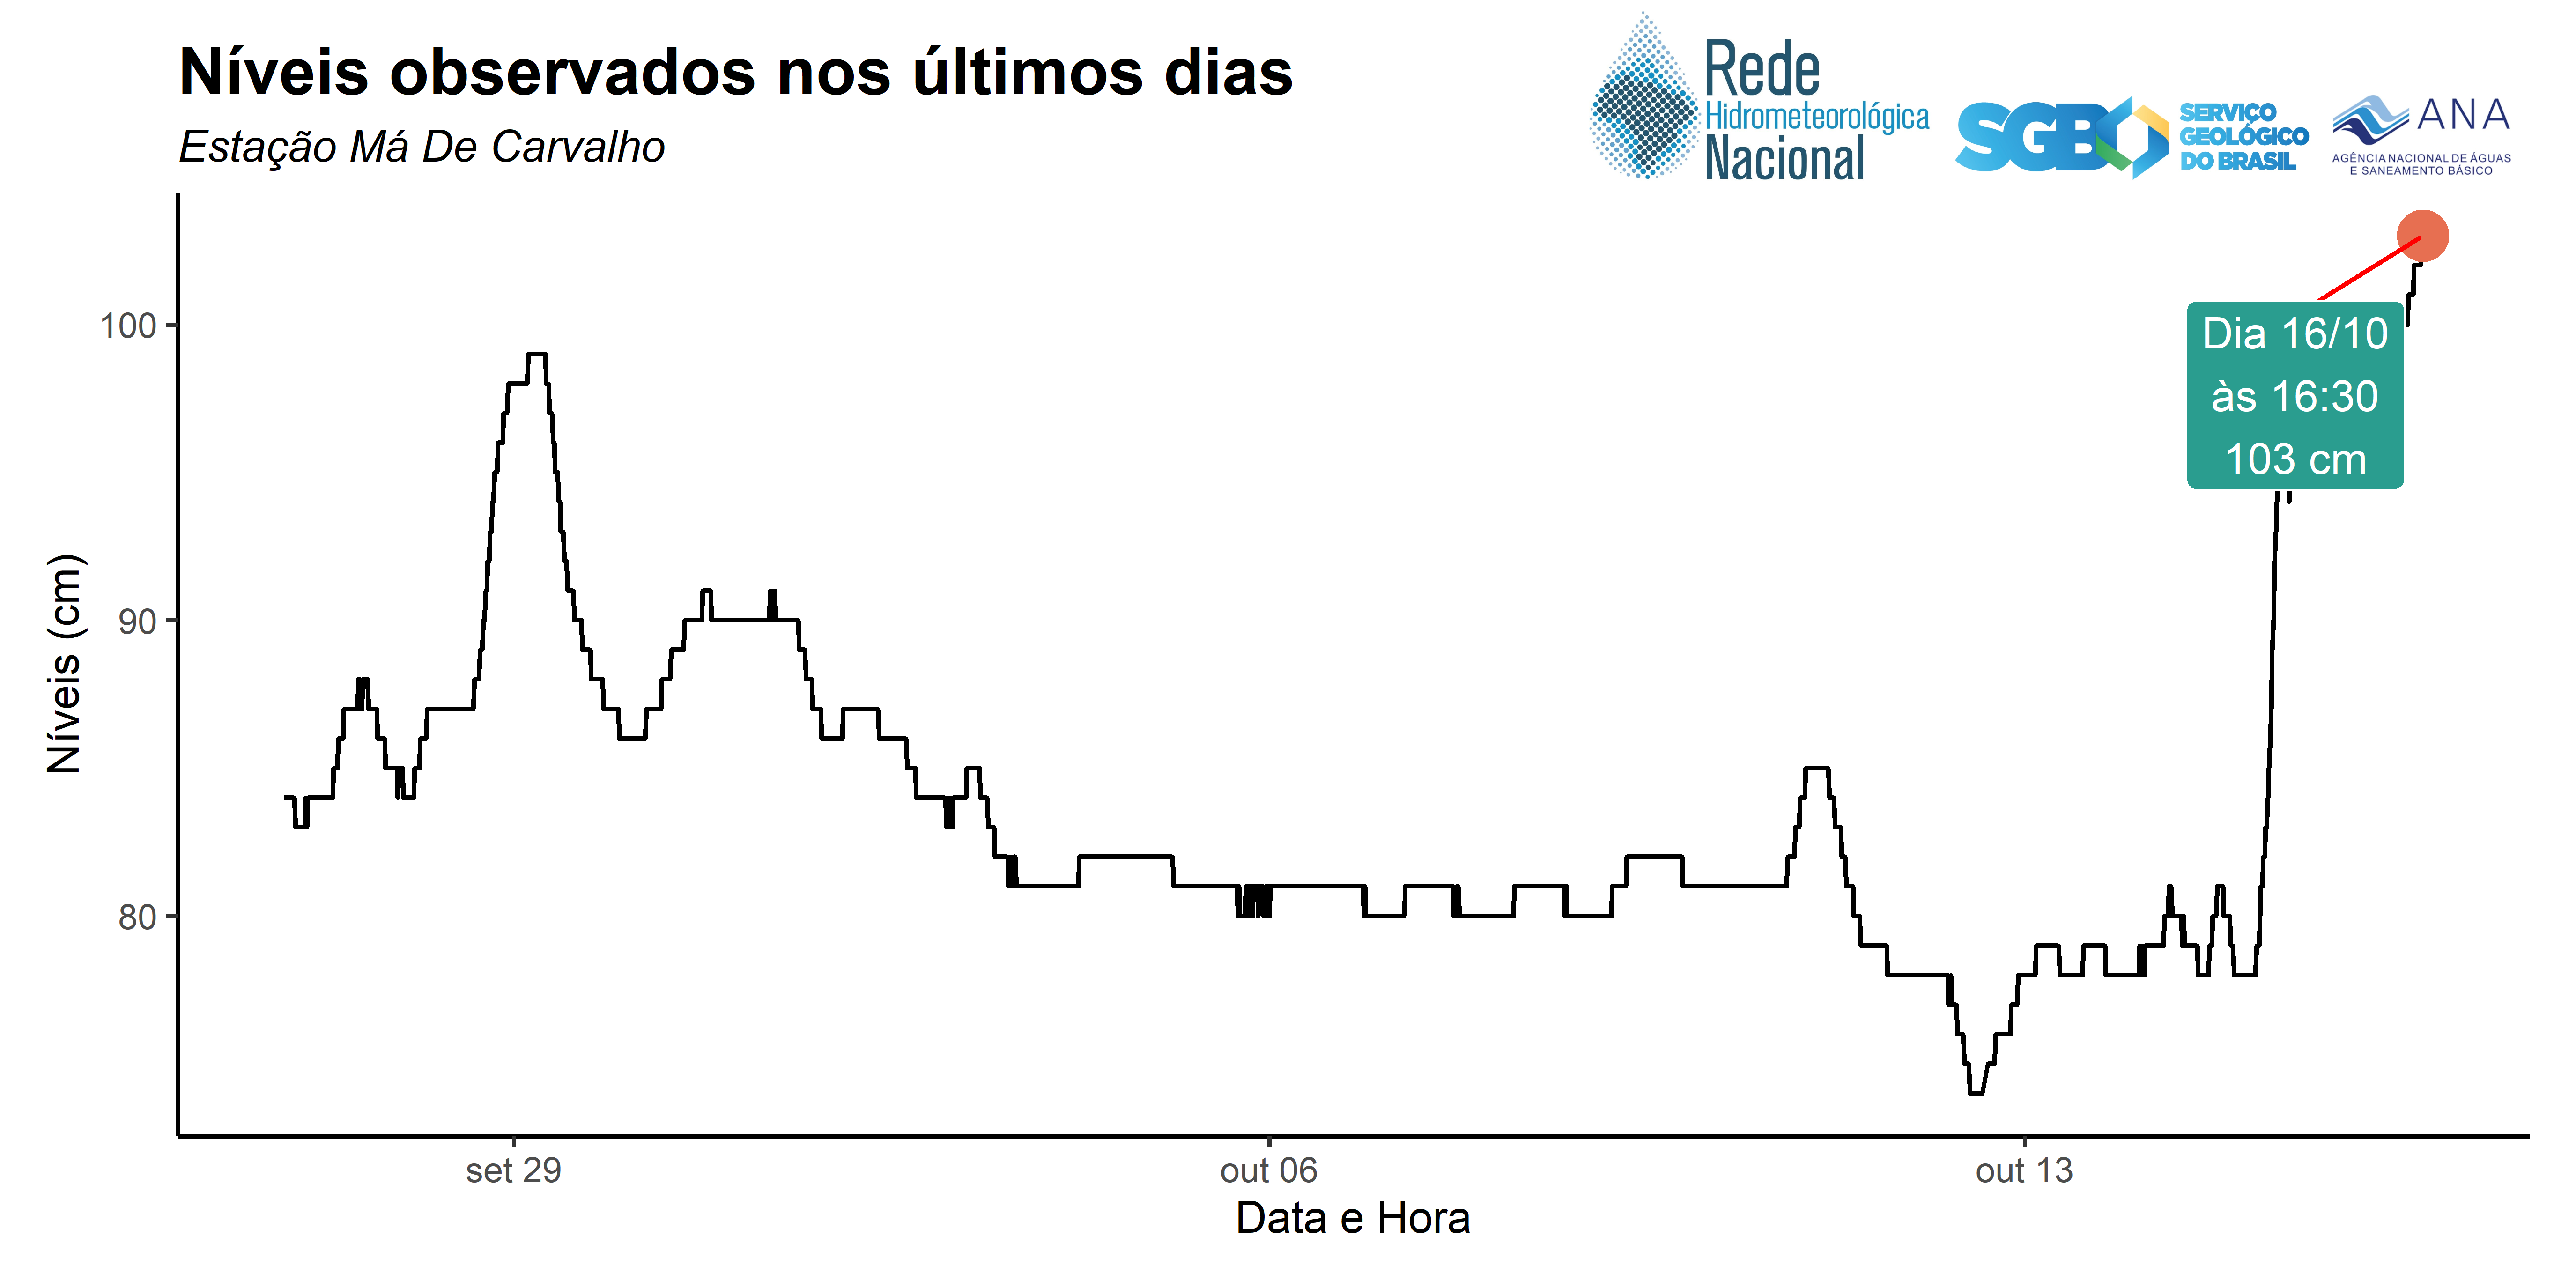 Níveis observados nos últimos dias
Estação Má De Carvalho
Rede
Hidrometeorológica
Nacional
SGB
SERVIÇO
GEOLÓGICO
DO BRASIL
ANA
AGÊNCIA NACIONAL DE ÁGUAS
E SANEAMENTO BÁSICO
Níveis (cm)
100
90
80
Dia 16/10
às 16:30
103 cm
set 29
out 06
out 13
Data e Hora